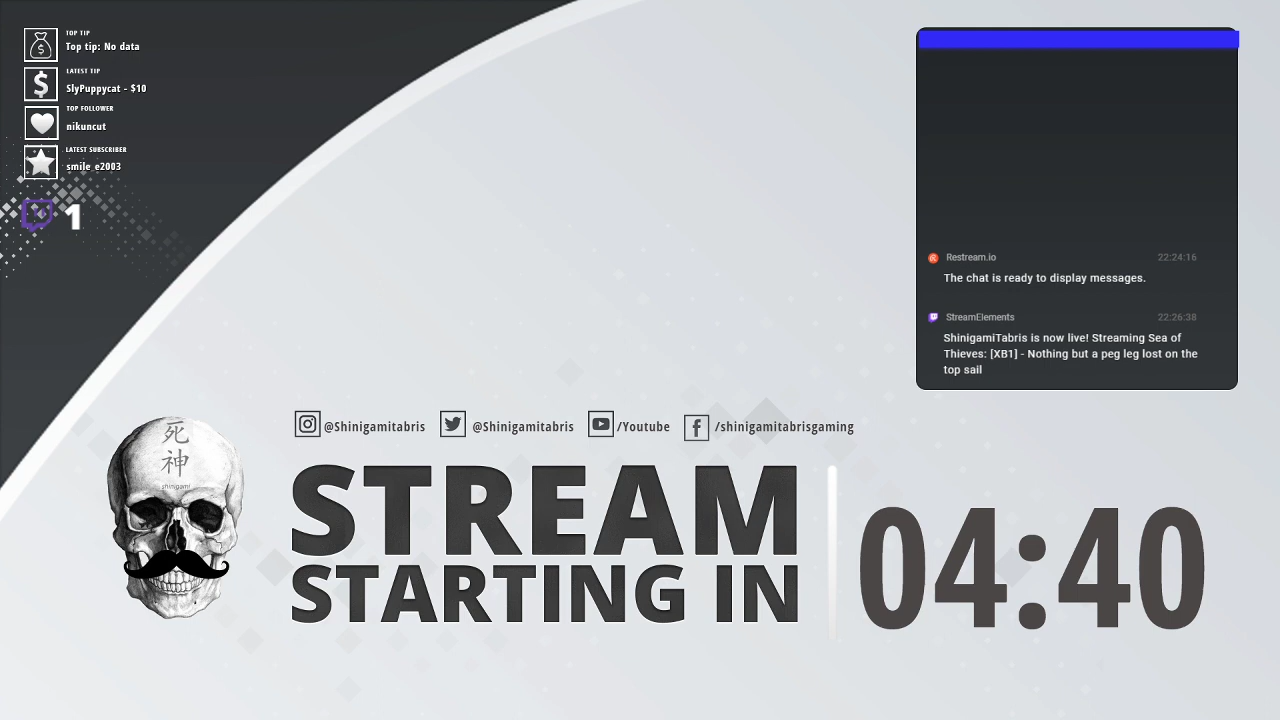 TOP TIP
Top tip: No data
LATEST TIP
SlyPuppycat - $10
TOP FOLLOWER
nikuncut
LATEST SUBSCRIBER
smile_e2003
1
Restream.io 22:24:16
The chat is ready to display messages.
StreamElements 22:26:38
ShinigamiTabris is now live! Streaming Sea of
Thieves: [XB1] - Nothing but a peg leg lost on the
top sail
死
神
shinigami
@Shinigamitabris @Shinigamitabris /Youtube /shinigamitabrisgaming
STREAM
STARTING IN
04:40